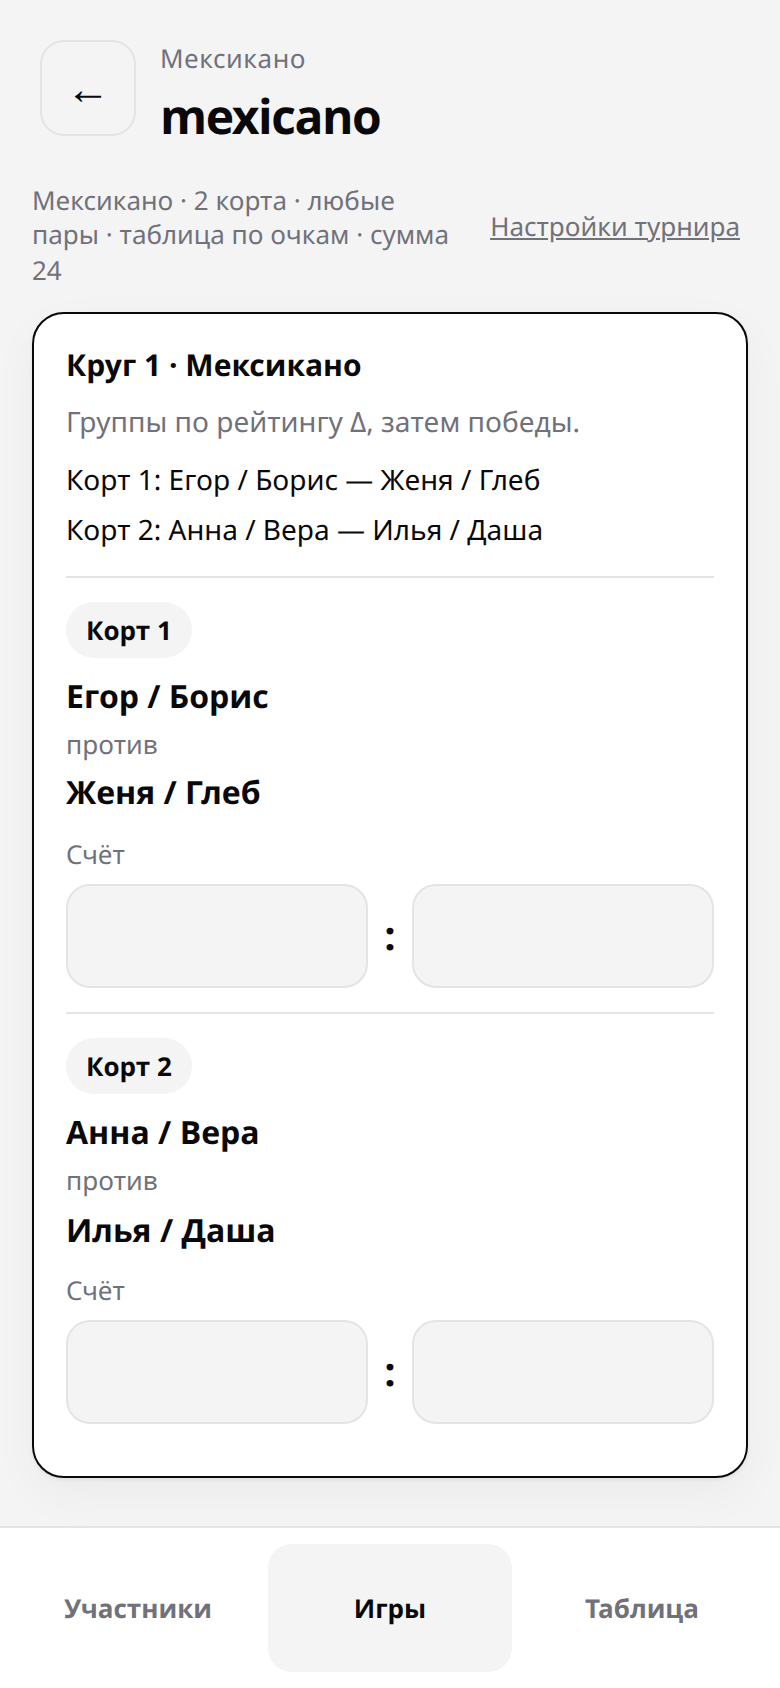 ←
Мексикано
mexicano
Мексикано · 2 корта · любые
пары · таблица по очкам · сумма
24
Настройки турнира
Круг 1 · Мексикано
Группы по рейтингу Δ, затем победы.
Корт 1: Егор / Борис — Женя / Глеб
Корт 2: Анна / Вера — Илья / Даша
Корт 1
Егор / Борис
против
Женя / Глеб
Счёт
:
Корт 2
Анна / Вера
против
Илья / Даша
Счёт
:
Участники
Игры
Таблица